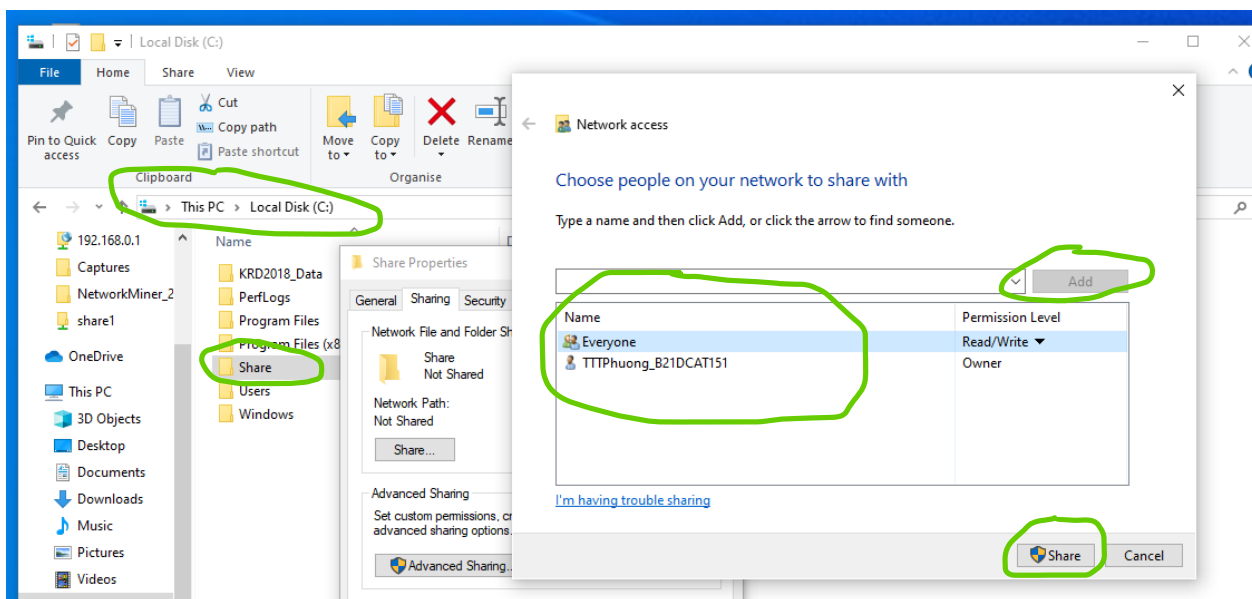 Local Disk (C:)
File Home Share View
Pin to Quick access
Copy
Paste
Cut
Copy path
Paste shortcut
Clipboard
Move to
Copy to
Delete
Rename
Organise
This PC > Local Disk (C:)
192.168.0.1
Captures
NetworkMiner_2
share1
OneDrive
This PC
3D Objects
Desktop
Documents
Downloads
Music
Pictures
Videos
Name
KRD2018_Data
PerfLogs
Program Files
Program Files (x8
Share
Users
Windows
Share Properties
General Sharing Security
Network File and Folder Sh
Share
Not Shared
Network Path:
Not Shared
Share...
Advanced Sharing
Set custom permissions, cr
advanced sharing options.
Advanced Sharing.
Network access
Choose people on your network to share with
Type a name and then click Add, or click the arrow to find someone.
Add
Name Permission Level
Everyone Read/Write
TTTPhuong_B21DCAT151 Owner
I'm having trouble sharing
Share Cancel